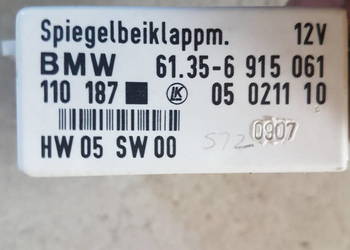 Spiegelbeiklappm. 12V
BMW 61.35-6 915 061
110 187 LK 05 0211 10
HW 05 SW 00
572 0907